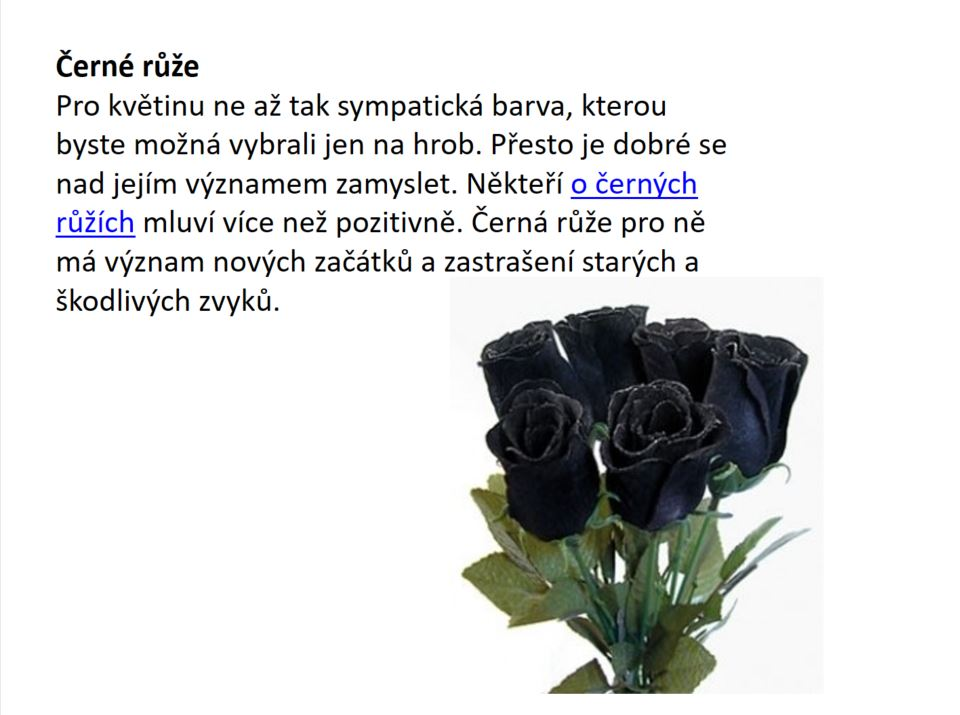 Černé růže
Pro květinu ne až tak sympatická barva, kterou
byste možná vybrali jen na hrob. Přesto je dobré se
nad jejím významem zamyslet. Někteří o černých
růžích mluví více než pozitivně. Černá růže pro ně
má význam nových začátků a zastrašení starých a
škodlivých zvyků.